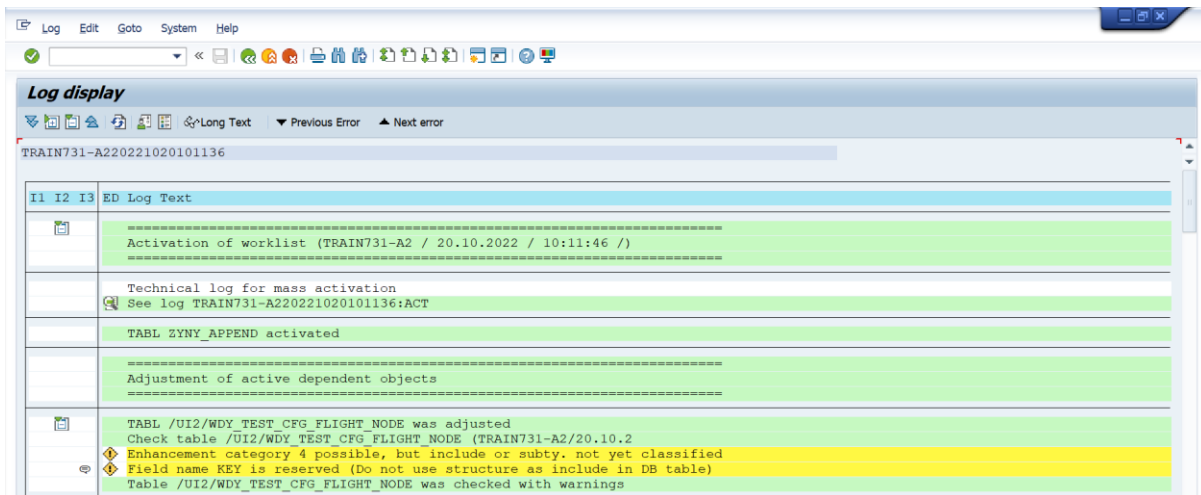 Log Edit Goto System Help
Log display
Long Text Previous Error Next error
TRAIN731-A220221020101136
I1 I2 I3 ED Log Text
================================================================================
Activation of worklist (TRAIN731-A2 / 20.10.2022 / 10:11:46 /)
================================================================================
Technical log for mass activation
See log TRAIN731-A220221020101136:ACT
TABL ZYNY_APPEND activated
================================================================================
Adjustment of active dependent objects
================================================================================
TABL /UI2/WDY_TEST_CFG_FLIGHT_NODE was adjusted
Check table /UI2/WDY_TEST_CFG_FLIGHT_NODE (TRAIN731-A2/20.10.2
Enhancement category 4 possible, but include or subty. not yet classified
Field name KEY is reserved (Do not use structure as include in DB table)
Table /UI2/WDY_TEST_CFG_FLIGHT_NODE was checked with warnings